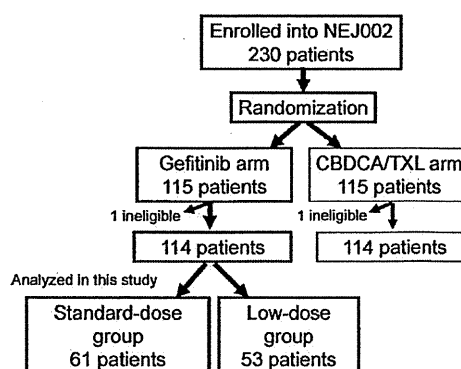 Enrolled into NEJ002
230 patients
Randomization
Gefitinib arm
115 patients
CBDCA/TXL arm
115 patients
1 ineligible
1 ineligible
114 patients
114 patients
Analyzed in this study
Standard-dose
group
61 patients
Low-dose
group
53 patients